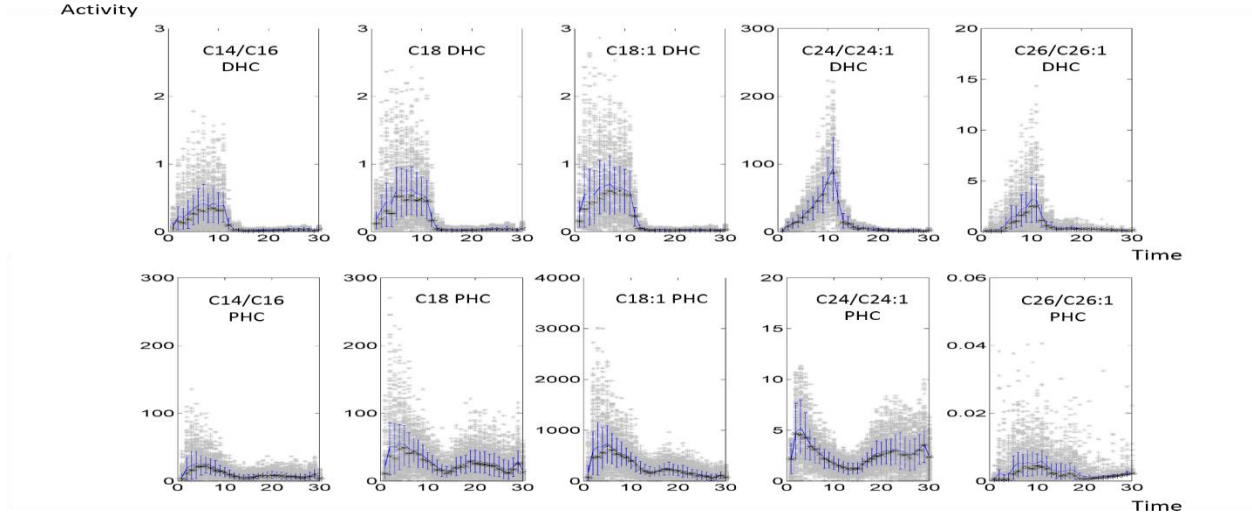 Activity
3
2
1
0
0 10 20 30
C14/C16
DHC
3
2
1
0
0 10 20 30
C18 DHC
3
2
1
0
0 10 20 30
C18:1 DHC
300
200
100
0
0 10 20 30
C24/C24:1
DHC
20
15
10
5
0
0 10 20 30
C26/C26:1
DHC
Time
300
200
100
0
0 10 20 30
C14/C16
PHC
300
200
100
0
0 10 20 30
C18 PHC
4000
3000
2000
1000
0
0 10 20 30
C18:1 PHC
20
15
10
5
0
0 10 20 30
C24/C24:1
PHC
0.06
0.04
0.02
0
0 10 20 30
C26/C26:1
PHC
Time